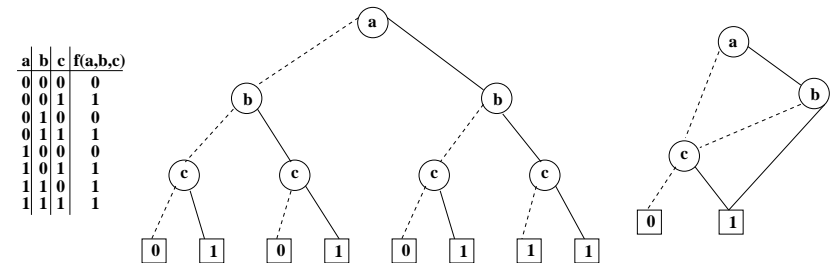 a b c f(a,b,c)
0 0 0 0
0 0 1 1
0 1 0 0
0 1 1 1
1 0 0 0
1 0 1 1
1 1 0 1
1 1 1 1
a
b b
c c c c
0 1 0 1 0 1 1 1
a
b
c
0 1